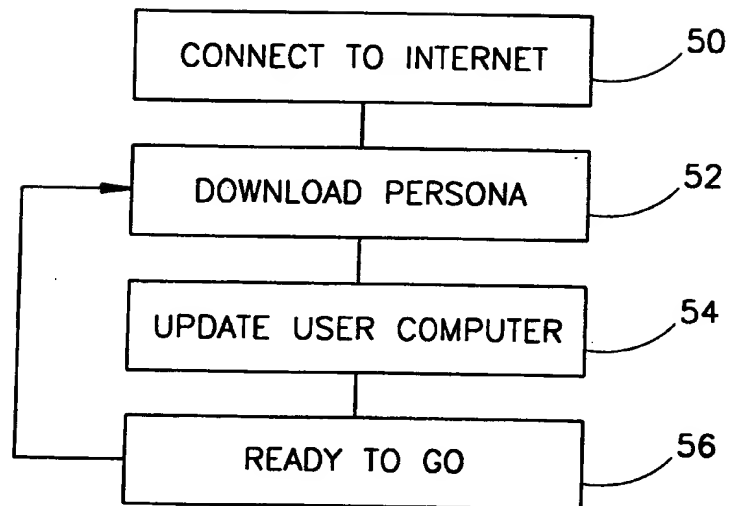 CONNECT TO INTERNET
50
DOWNLOAD PERSONA
52
UPDATE USER COMPUTER
54
READY TO GO
56